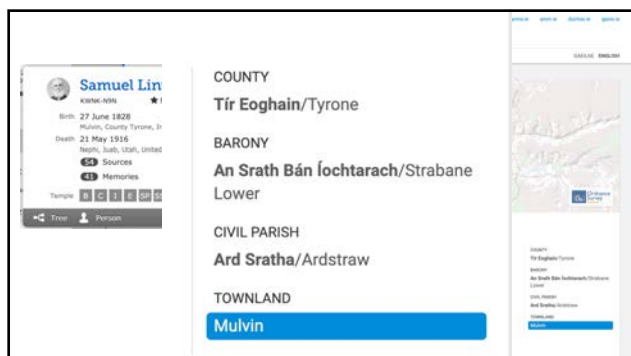 Samuel Lin
KWNK-N9N
Birth 27 June 1828
Mulvin, County Tyrone, Ir
Death 21 May 1916
Nephi, Juab, Utah, United
54 Sources
41 Memories
Temple B C I E SP
Tree Person
COUNTY
Tír Eoghain/Tyrone
BARONY
An Srath Bán Íochtarach/Strabane
Lower
CIVIL PARISH
Ard Sratha/Ardstraw
TOWNLAND
Mulvin
GAEILGE ENGLISH
Ordnance
Survey
COUNTY
Tír Eoghain/Tyrone
BARONY
An Srath Bán Íochtarach/Strabane
Lower
CIVIL PARISH
Ard Sratha/Ardstraw
TOWNLAND
Mulvin